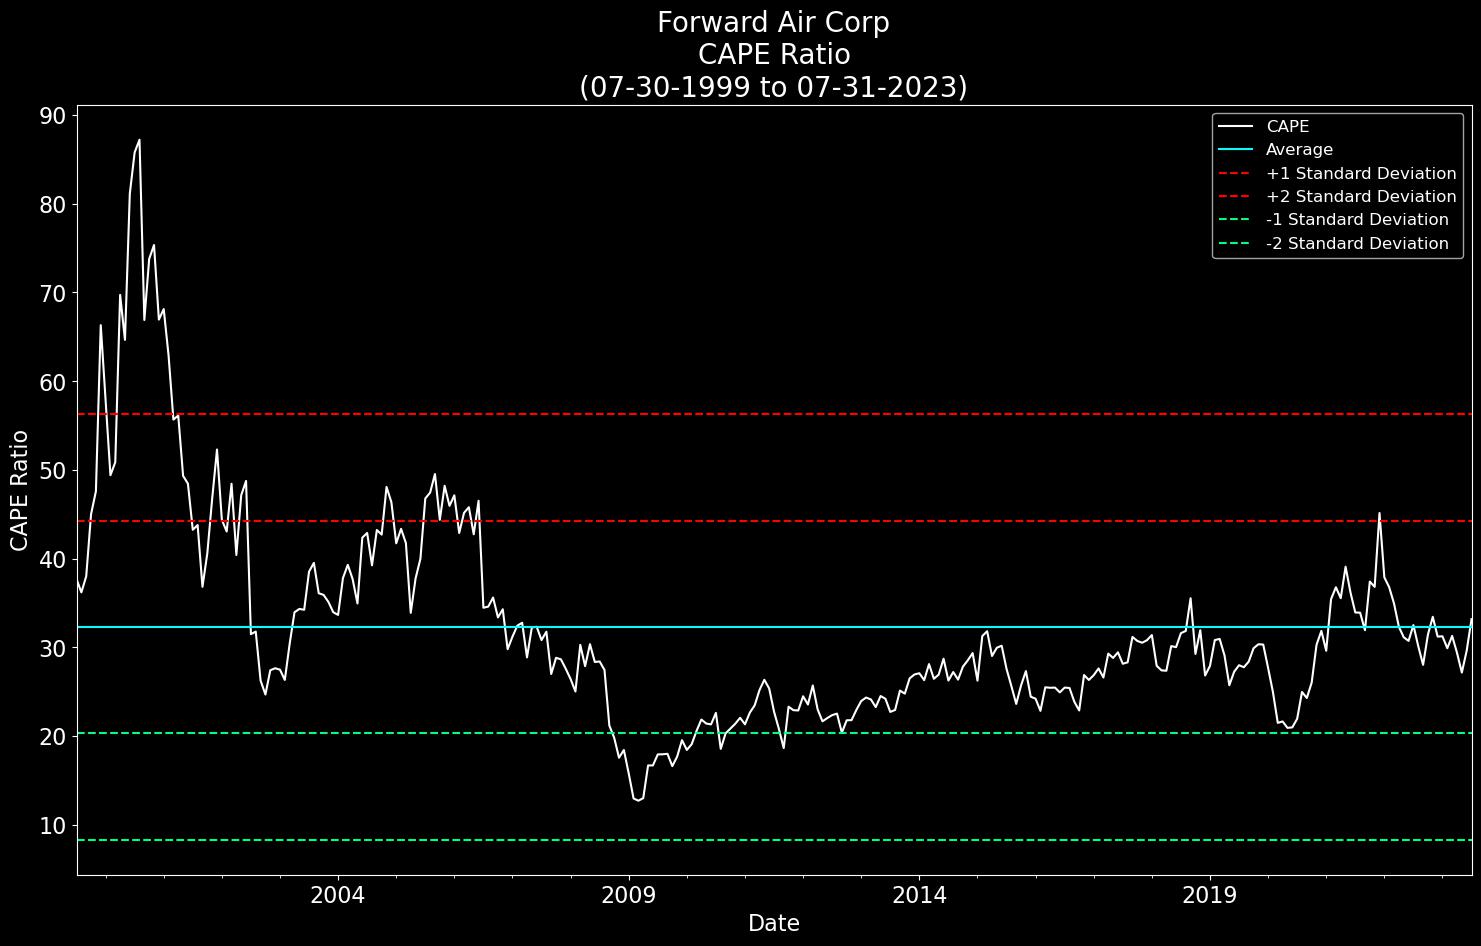 Forward Air Corp
CAPE Ratio
(07-30-1999 to 07-31-2023)
90
80
70
60
50
40
30
20
10
CAPE Ratio
CAPE
Average
+1 Standard Deviation
+2 Standard Deviation
-1 Standard Deviation
-2 Standard Deviation
2004
2009
2014
2019
Date